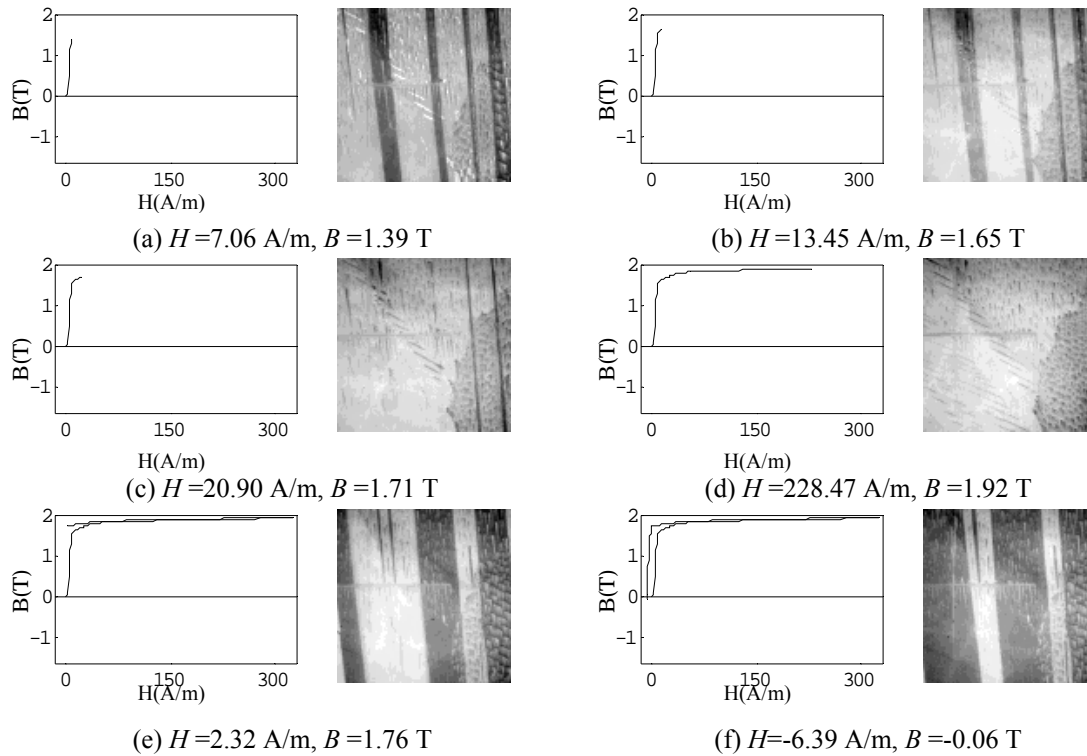 2
1
0
-1
B(T)
0 150 300
H(A/m)
(a) H =7.06 A/m, B =1.39 T
2
1
0
-1
B(T)
0 150 300
H(A/m)
(b) H =13.45 A/m, B =1.65 T
2
1
0
-1
B(T)
0 150 300
H(A/m)
(c) H =20.90 A/m, B =1.71 T
2
1
0
-1
B(T)
0 150 300
H(A/m)
(d) H =228.47 A/m, B =1.92 T
2
1
0
-1
B(T)
0 150 300
H(A/m)
(e) H =2.32 A/m, B =1.76 T
2
1
0
-1
B(T)
0 150 300
H(A/m)
(f) H=-6.39 A/m, B =-0.06 T